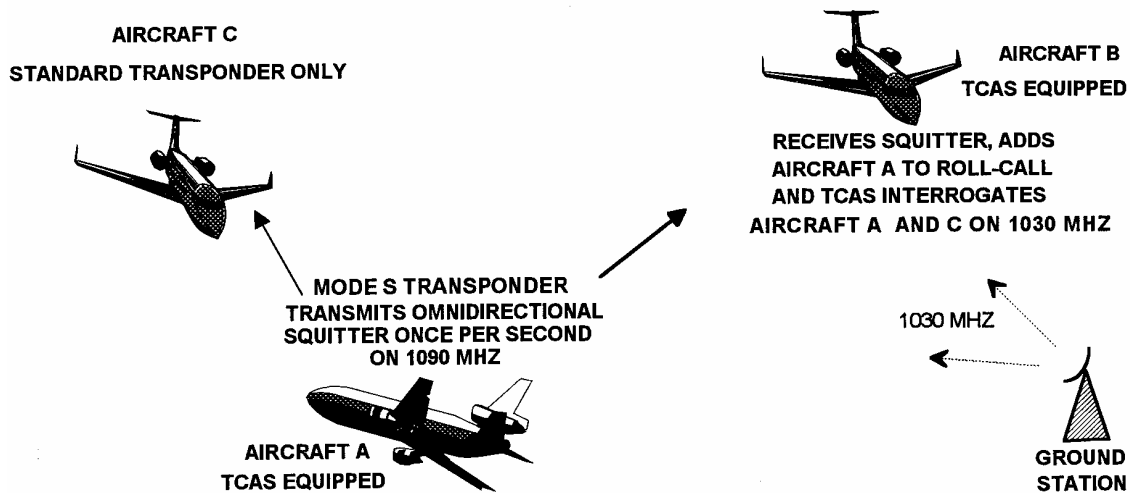 AIRCRAFT C
STANDARD TRANSPONDER ONLY
AIRCRAFT B
TCAS EQUIPPED
RECEIVES SQUITTER, ADDS
AIRCRAFT A TO ROLL-CALL
AND TCAS INTERROGATES
AIRCRAFT A AND C ON 1030 MHZ
MODE S TRANSPONDER
TRANSMITS OMNIDIRECTIONAL
SQUITTER ONCE PER SECOND
ON 1090 MHZ
1030 MHZ
AIRCRAFT A
TCAS EQUIPPED
GROUND
STATION